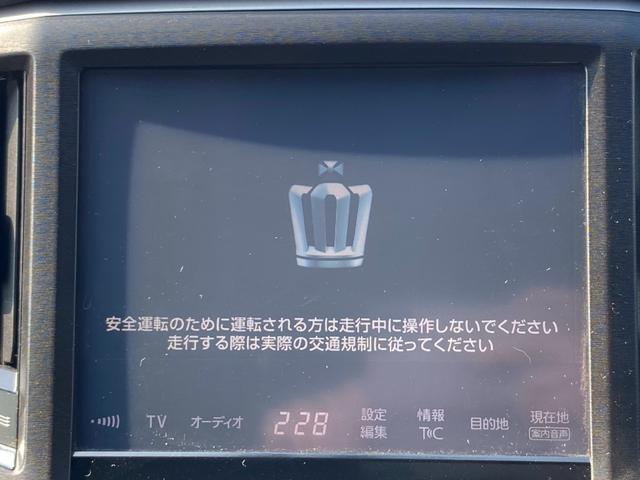 安全運転のために運転される方は走行中に操作しないでください
走行する際は実際の交通規制に従ってください
TV オーディオ 228 設定編集 情報TC 目的地 現在地
案内音声